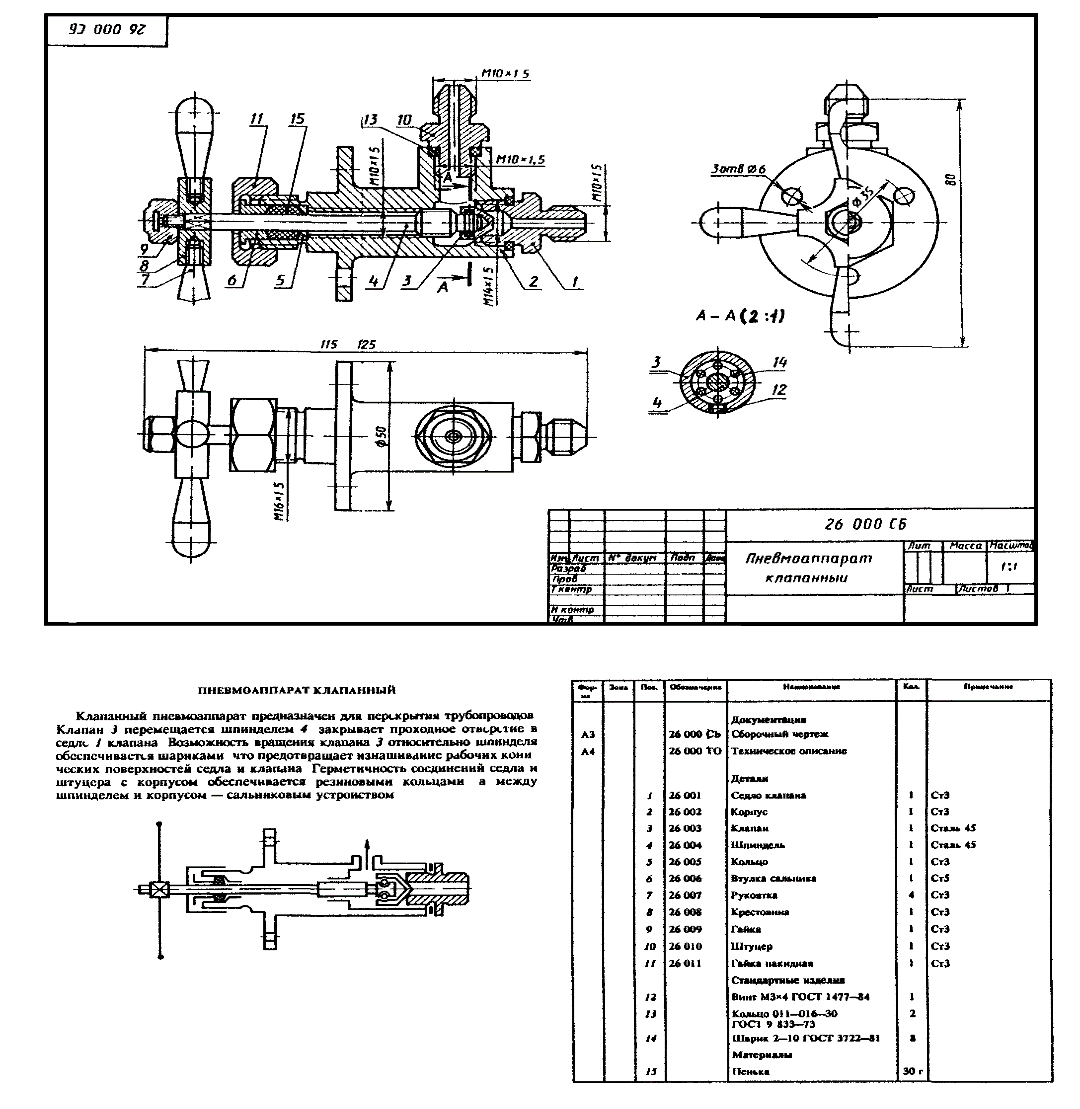 26 000 СБ
М10×1 5
11
15
13
10
М10×1 5
М10×1,5
А
М10×1 5
9
8
7
6
5
4
3
А
М14×1 5
2
1
3 отв ϕ6
ϕ35
80
А – А (2 :1)
3
14
4
12
115 125
ϕ50
М16×1 5
26 000 СБ
Лит
Масса
Масштаб
Изм
Лист
N° докум
Подп
Дата
Пневмоаппарат
клапанный
1:1
Разраб
Пров
Т контр
Лист
Листов 1
Н контр
Утв
ПНЕВМОАППАРАТ КЛАПАННЫЙ
Клапанный пневмоаппарат предназначен для перекрытия трубопроводов
Клапан 3 перемещается шпинделем 4 закрывает проходное отверстие в
седле 1 клапана Возможность вращения клапана 3 относительно шпинделя
обеспечивается шариками что предотвращает изнашивание рабочих кони
ческих поверхностей седла и клапана Герметичность соединений седла и
штуцера с корпусом обеспечивается резиновыми кольцами а между
шпинделем и корпусом — сальниковым устройством
Фор-
ма Зона Поз. Обозначение Наименование Кол. Примечание
Документация
А3 26 000 СБ Сборочный чертеж
А4 26 000 ТО Техническое описание
Детали
1 26 001 Седло клапана 1 Ст3
2 26 002 Корпус 1 Ст3
3 26 003 Клапан 1 Сталь 45
4 26 004 Шпиндель 1 Сталь 45
5 26 005 Кольцо 1 Ст3
6 26 006 Втулка сальника 1 Ст5
7 26 007 Рукоятка 4 Ст3
8 26 008 Крестовина 1 Ст3
9 26 009 Гайка 1 Ст3
10 26 010 Штуцер 1 Ст3
11 26 011 Гайка накидная 1 Ст3
Стандартные изделия
12 Винт М3×4 ГОСТ 1477—84 1
13 Кольцо 011—016—30 2
ГОСТ 9 833—73
14 Шарик 2—10 ГОСТ 3722—81 8
Материалы
15 Пенька 30 г